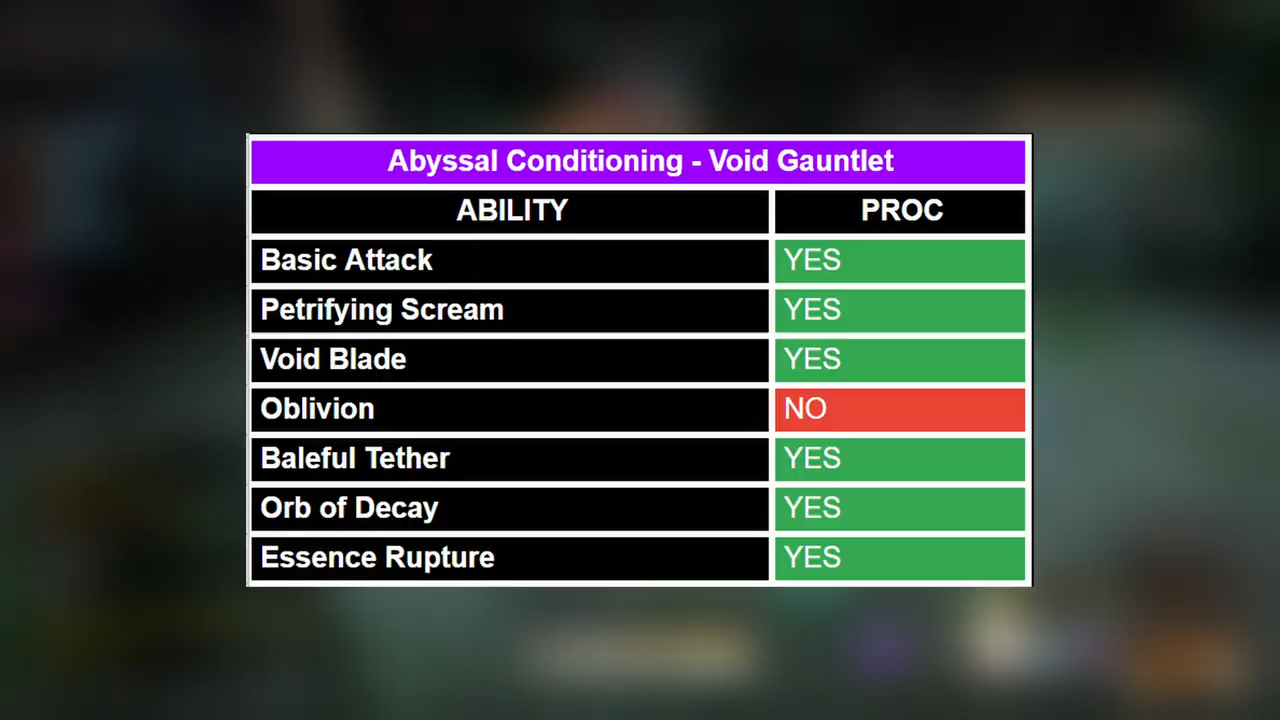 Abyssal Conditioning - Void Gauntlet
ABILITY PROC
Basic Attack YES
Petrifying Scream YES
Void Blade YES
Oblivion NO
Baleful Tether YES
Orb of Decay YES
Essence Rupture YES